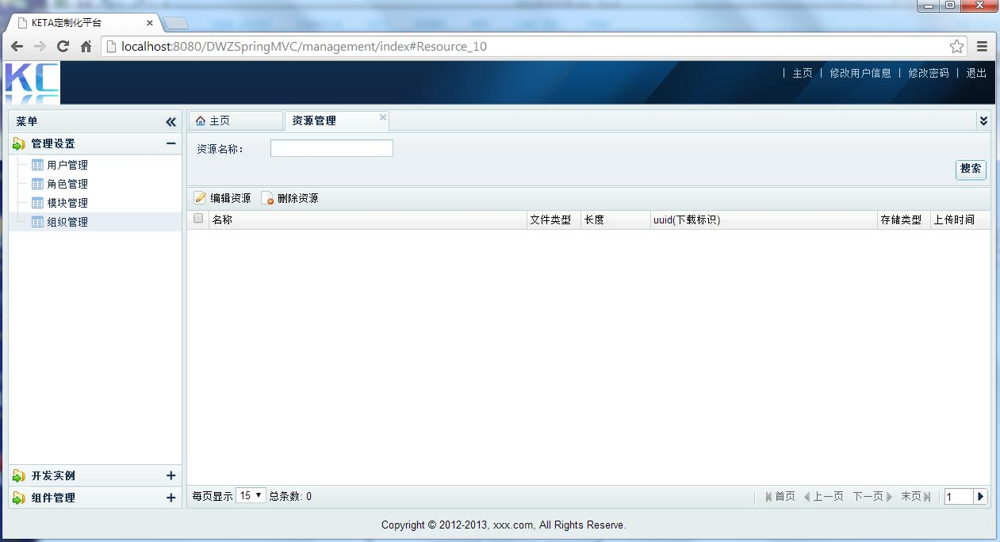 KETA定制化平台
localhost:8080/DWZSpringMVC/management/index#Resource_10
KC
| 主页 | 修改用户信息 | 修改密码 | 退出
菜单
主页 资源管理
管理设置
用户管理
角色管理
模块管理
组织管理
资源名称：
搜索
编辑资源 删除资源
名称 文件类型 长度 uuid(下载标识) 存储类型 上传时间
开发实例
组件管理
每页显示 15 总条数: 0 首页 上一页 下一页 末页 1
Copyright © 2012-2013, xxx.com, All Rights Reserve.